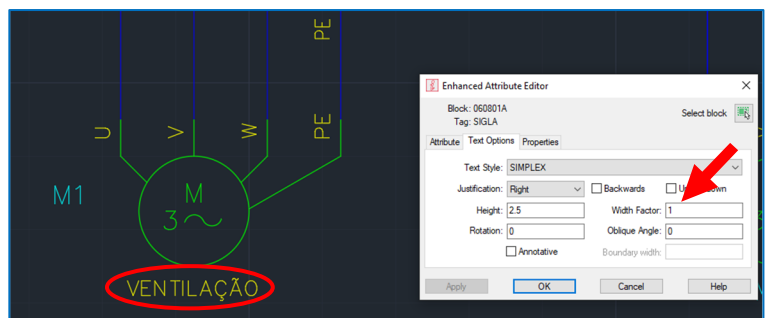 PE
U
V
W
PE
M1
M
3
VENTILAÇÃO
Enhanced Attribute Editor
Block: 060801A
Tag: SIGLA
Select block
Attribute Text Options Properties
Text Style: SIMPLEX
Justification: Right Backwards
Height: 2.5 Width Factor: 1
Rotation: 0 Oblique Angle: 0
Annotative Boundary width:
Apply OK Cancel Help